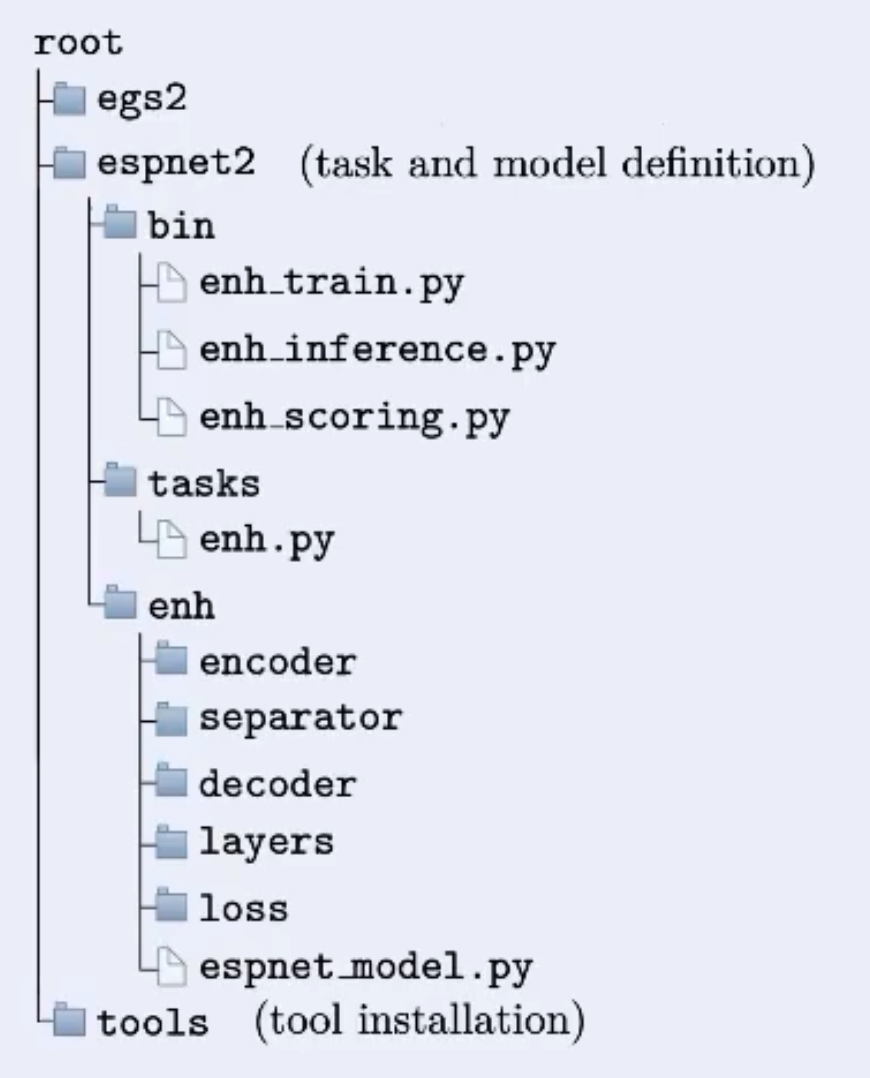 root
egs2
espnet2 (task and model definition)
bin
enh_train.py
enh_inference.py
enh_scoring.py
tasks
enh.py
enh
encoder
separator
decoder
layers
loss
espnet_model.py
tools (tool installation)